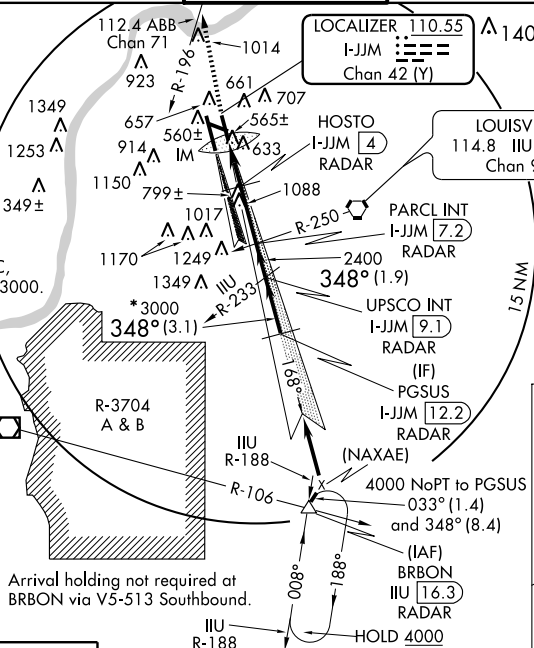 112.4 ABB
Chan 71
R-196
1014
LOCALIZER 110.55
I-JJM
Chan 42 (Y)
140
923
661
707
1349
657
565±
HOSTO
I-JJM 4
RADAR
LOUISV
114.8 IIU
Chan 9
1253
560±
914
IM
633
1150
349±
799±
1088
R-250
PARCL INT
I-JJM 7.2
RADAR
1017
1170
1249
2400
348° (1.9)
C,
3000.
1349
IIU
R-233
15 NM
*3000
348° (3.1)
UPSCO INT
I-JJM 9.1
RADAR
168°
(IF)
PGSUS
I-JJM 12.2
RADAR
R-3704
A & B
IIU
R-188
(NAXAE)
X
R-106
4000 NoPT to PGSUS
033° (1.4)
and 348° (8.4)
(IAF)
BRBON
IIU 16.3
RADAR
008°
188°
Arrival holding not required at
BRBON via V5-513 Southbound.
IIU
R-188
HOLD 4000